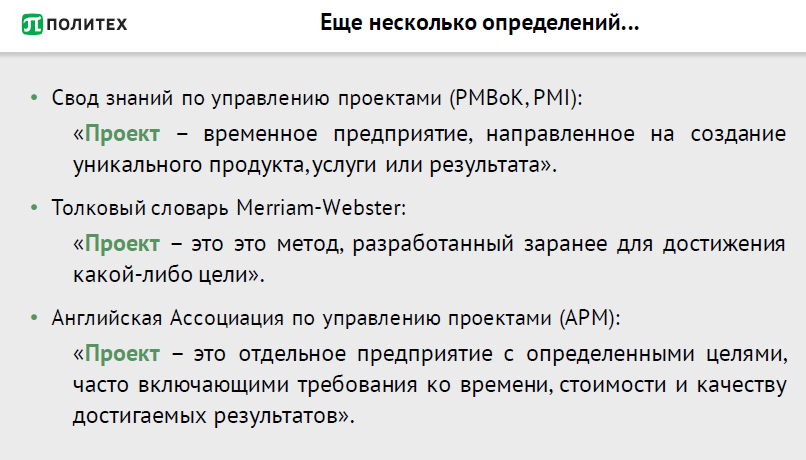 ПОЛИТЕХ
Еще несколько определений...
• Свод знаний по управлению проектами (PMBoK, PMI):
«Проект – временное предприятие, направленное на создание
уникального продукта, услуги или результата».
• Толковый словарь Merriam-Webster:
«Проект – это это метод, разработанный заранее для достижения
какой-либо цели».
• Английская Ассоциация по управлению проектами (APM):
«Проект – это отдельное предприятие с определенными целями,
часто включающими требования ко времени, стоимости и качеству
достигаемых результатов».